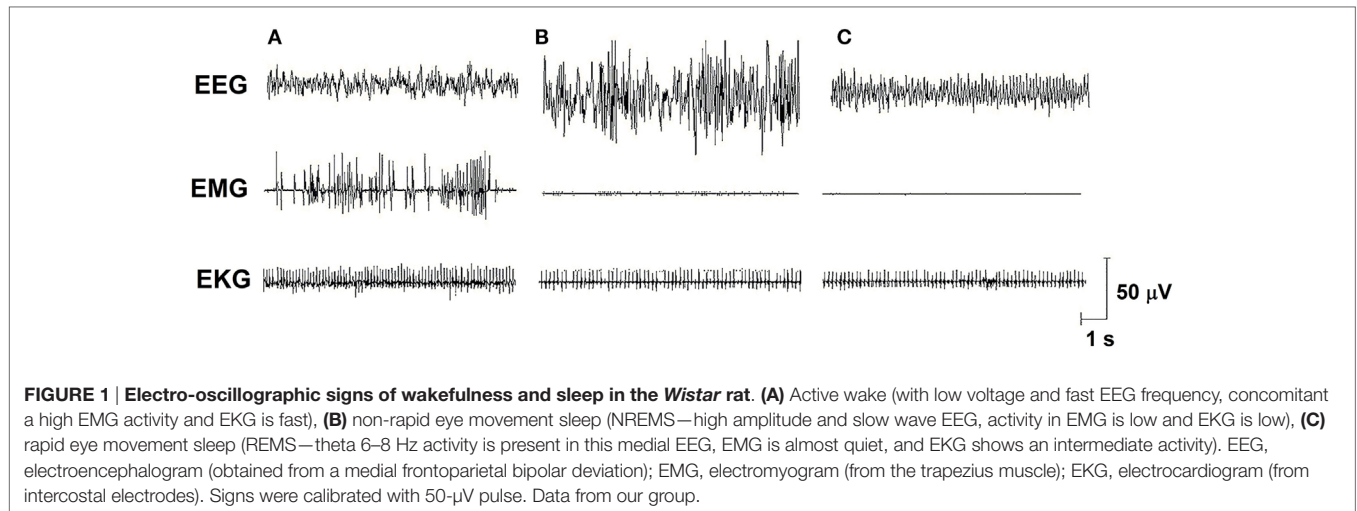 A B C
EEG
EMG
EKG
50 μV
1 s
FIGURE 1 | Electro-oscillographic signs of wakefulness and sleep in the Wistar rat. (A) Active wake (with low voltage and fast EEG frequency, concomitant
a high EMG activity and EKG is fast), (B) non-rapid eye movement sleep (NREMS—high amplitude and slow wave EEG, activity in EMG is low and EKG is low), (C)
rapid eye movement sleep (REMS—theta 6–8 Hz activity is present in this medial EEG, EMG is almost quiet, and EKG shows an intermediate activity). EEG,
electroencephalogram (obtained from a medial frontoparietal bipolar deviation); EMG, electromyogram (from the trapezius muscle); EKG, electrocardiogram (from
intercostal electrodes). Signs were calibrated with 50-μV pulse. Data from our group.